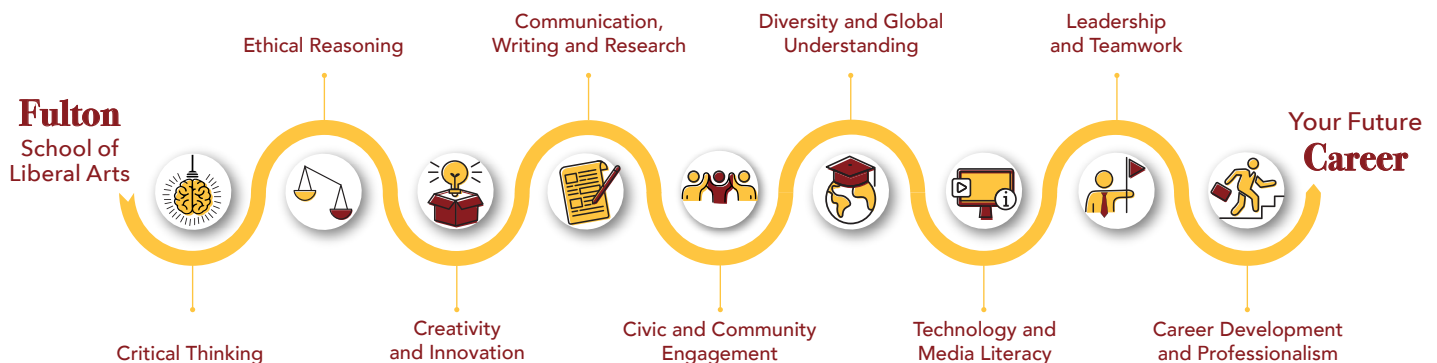 Fulton
School of
Liberal Arts
Critical Thinking
Ethical Reasoning
Creativity
and Innovation
Communication,
Writing and Research
Civic and Community
Engagement
Diversity and Global
Understanding
Technology and
Media Literacy
i
Leadership
and Teamwork
Career Development
and Professionalism
Your Future
Career